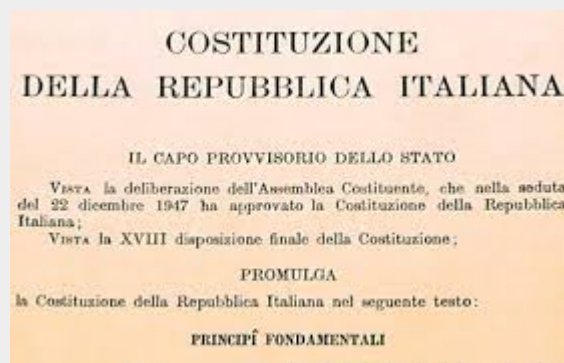 COSTITUZIONE
DELLA REPUBBLICA ITALIANA
IL CAPO PROVVISORIO DELLO STATO
VISTA la deliberazione dell'Assemblea Costituente, che nella seduta
del 22 dicembre 1947 ha approvato la Costituzione della Repubblica
Italiana;
VISTA la XVIII disposizione finale della Costituzione;
PROMULGA
la Costituzione della Repubblica Italiana nel seguente testo:
PRINCIPÎ FONDAMENTALI